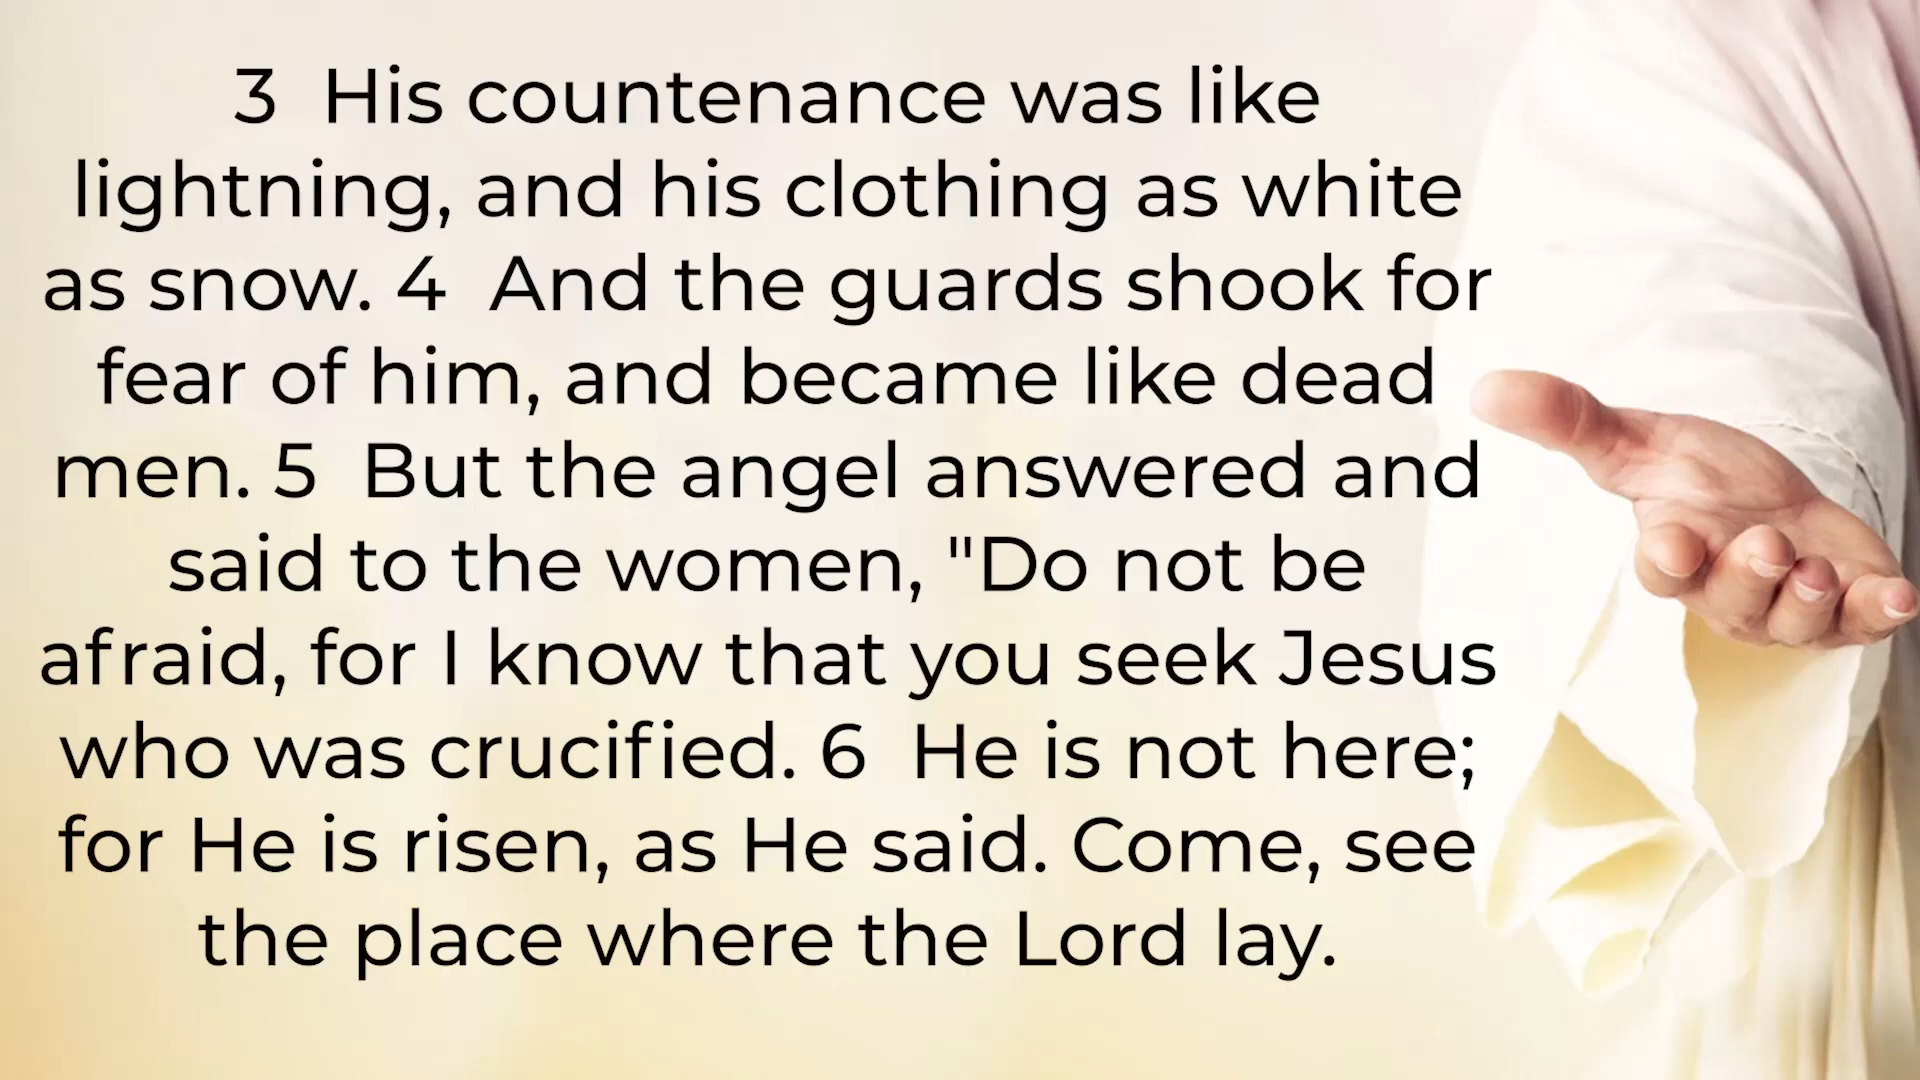 3  His countenance was like
lightning, and his clothing as white
as snow. 4  And the guards shook for
fear of him, and became like dead
men. 5  But the angel answered and
said to the women, "Do not be
afraid, for I know that you seek Jesus
who was crucified. 6  He is not here;
for He is risen, as He said. Come, see
the place where the Lord lay.